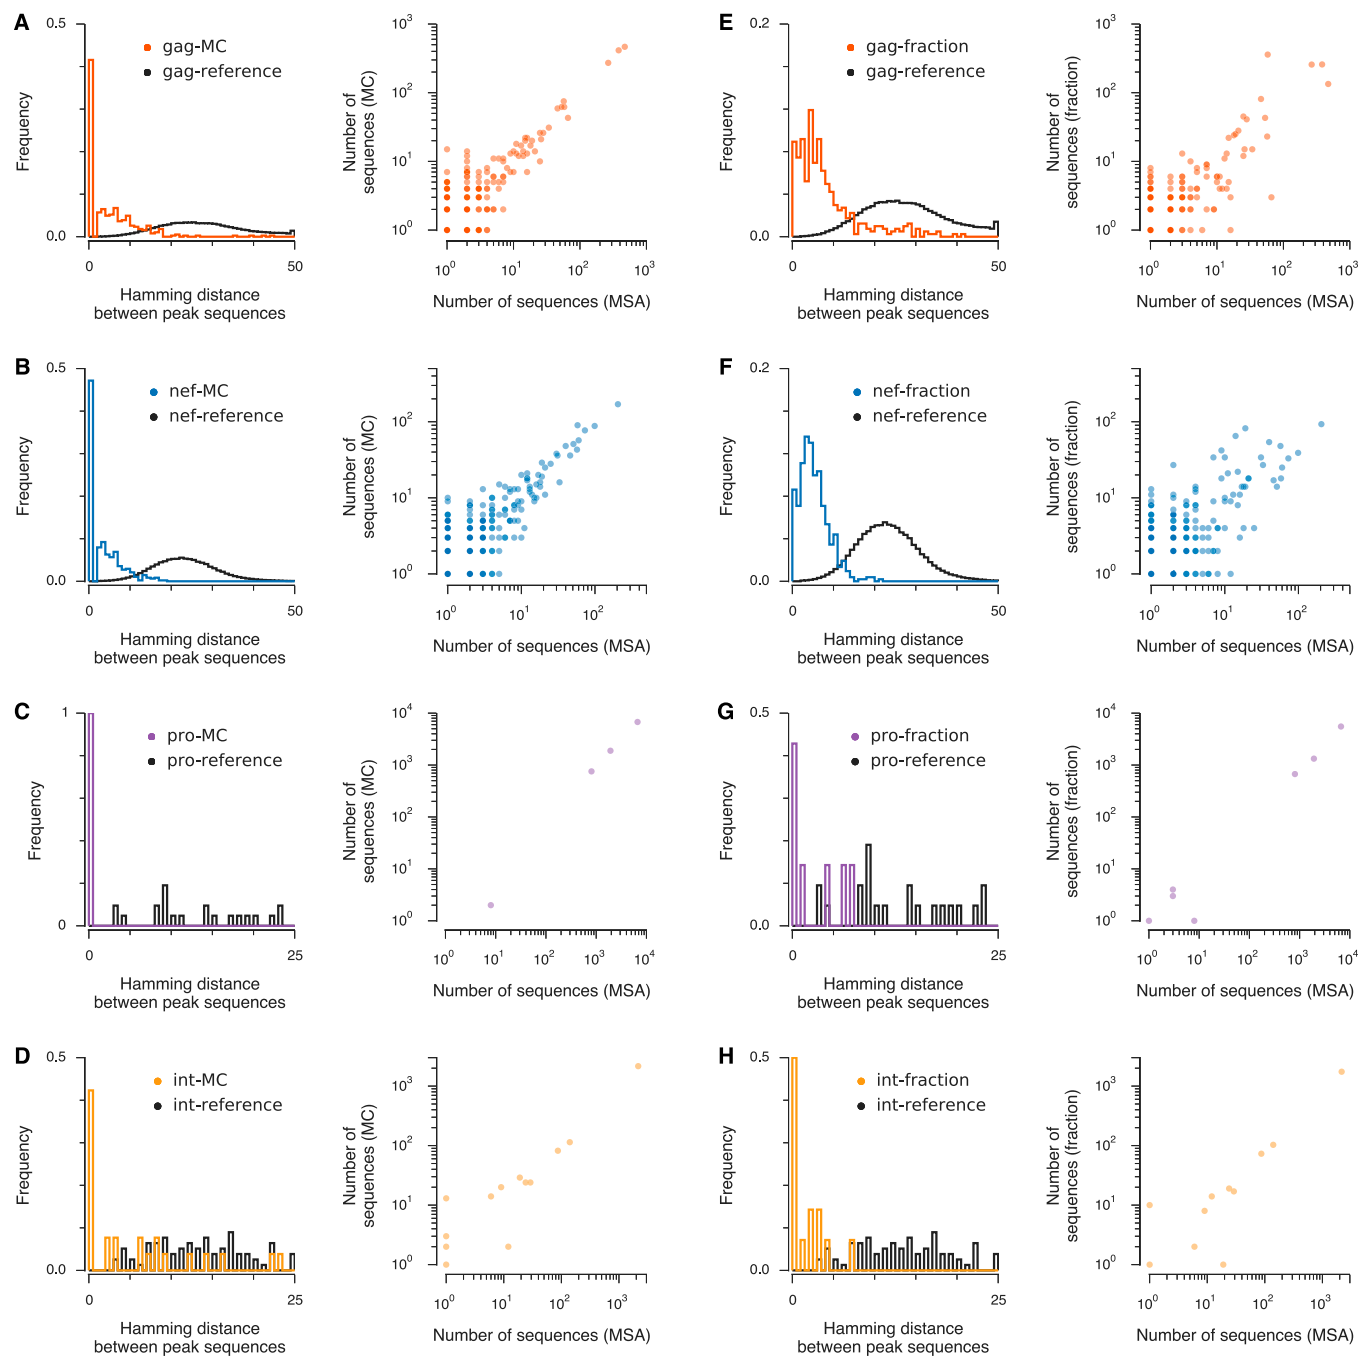 A
0.5
0.0
Frequency
gag-MC
gag-reference
0
50
Hamming distance
between peak sequences
Number of
sequences (MC)
10³
10²
10¹
10⁰
10⁰
10¹
10²
10³
Number of sequences (MSA)
E
0.2
0.0
Frequency
gag-fraction
gag-reference
0
50
Hamming distance
between peak sequences
Number of
sequences (fraction)
10³
10²
10¹
10⁰
10⁰
10¹
10²
10³
Number of sequences (MSA)
B
0.5
0.0
Frequency
nef-MC
nef-reference
0
50
Hamming distance
between peak sequences
Number of
sequences (MC)
10²
10¹
10⁰
10⁰
10¹
10²
Number of sequences (MSA)
F
0.2
0.0
Frequency
nef-fraction
nef-reference
0
50
Hamming distance
between peak sequences
Number of
sequences (fraction)
10²
10¹
10⁰
10⁰
10¹
10²
Number of sequences (MSA)
C
1
0
Frequency
pro-MC
pro-reference
0
25
Hamming distance
between peak sequences
Number of
sequences (MC)
10⁴
10³
10²
10¹
10⁰
10⁰
10¹
10²
10³
10⁴
Number of sequences (MSA)
G
0.5
0.0
Frequency
pro-fraction
pro-reference
0
25
Hamming distance
between peak sequences
Number of
sequences (fraction)
10⁴
10³
10²
10¹
10⁰
10⁰
10¹
10²
10³
10⁴
Number of sequences (MSA)
D
0.5
0.0
Frequency
int-MC
int-reference
0
25
Hamming distance
between peak sequences
Number of
sequences (MC)
10³
10²
10¹
10⁰
10⁰
10¹
10²
10³
Number of sequences (MSA)
H
0.5
0.0
Frequency
int-fraction
int-reference
0
25
Hamming distance
between peak sequences
Number of
sequences (fraction)
10³
10²
10¹
10⁰
10⁰
10¹
10²
10³
Number of sequences (MSA)